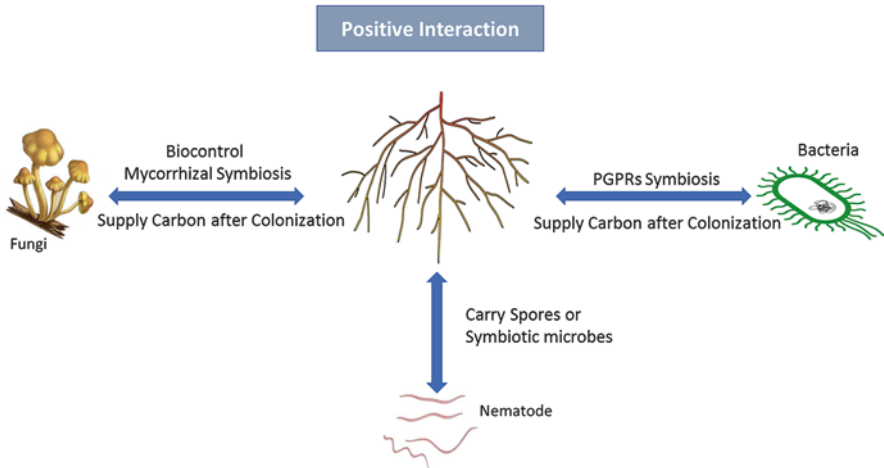 Positive Interaction
Biocontrol
Mycorrhizal Symbiosis
Supply Carbon after Colonization
Fungi
Bacteria
PGPRs Symbiosis
Supply Carbon after Colonization
Carry Spores or
Symbiotic microbes
Nematode